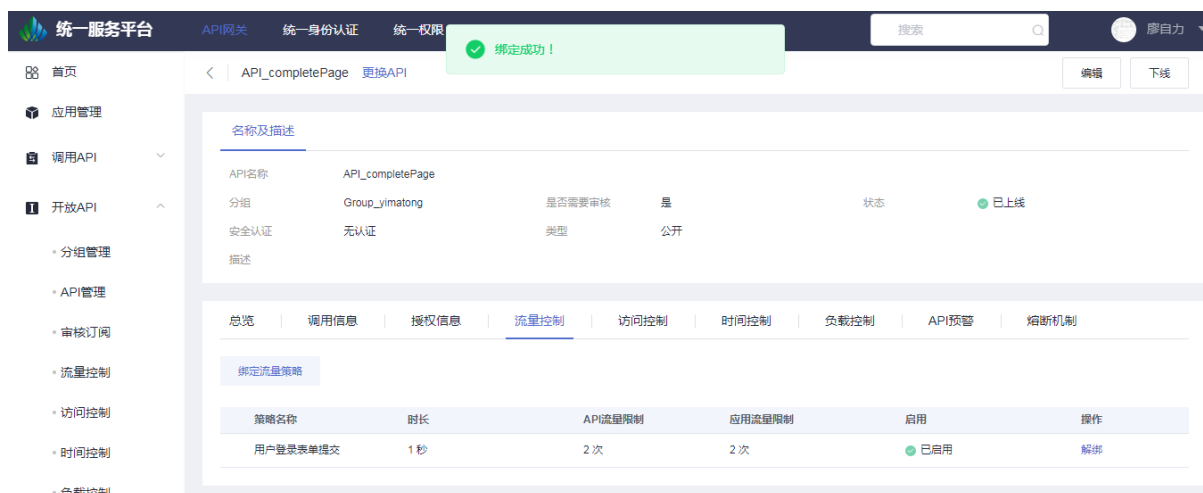 统一服务平台
API网关 统一身份认证 统一权限
绑定成功！
搜索
廖自力
首页
应用管理
调用API
开放API
分组管理
API管理
审核订阅
流量控制
访问控制
时间控制
负载控制
API_completePage 更换API
编辑 下线
名称及描述
API名称 API_completePage
分组 Group_yimatong 是否需要审核 是 状态 已上线
安全认证 无认证 类型 公开
描述
总览 调用信息 授权信息 流量控制 访问控制 时间控制 负载控制 API预警 熔断机制
绑定流量策略
策略名称 时长 API流量限制 应用流量限制 启用 操作
用户登录表单提交 1 秒 2 次 2 次 已启用 解绑